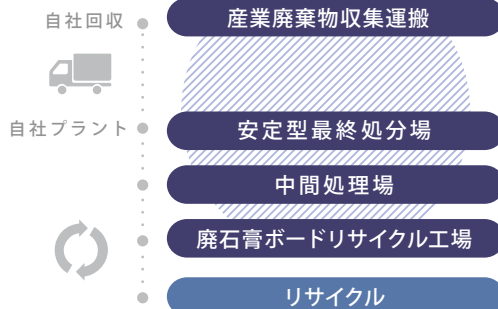 自社回収
産業廃棄物収集運搬
自社プラント
安定型最終処分場
中間処理場
廃石膏ボードリサイクル工場
リサイクル